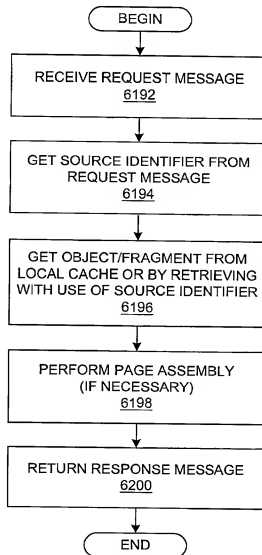 BEGIN
RECEIVE REQUEST MESSAGE
6192
GET SOURCE IDENTIFIER FROM
REQUEST MESSAGE
6194
GET OBJECT/FRAGMENT FROM
LOCAL CACHE OR BY RETRIEVING
WITH USE OF SOURCE IDENTIFIER
6196
PERFORM PAGE ASSEMBLY
(IF NECESSARY)
6198
RETURN RESPONSE MESSAGE
6200
END